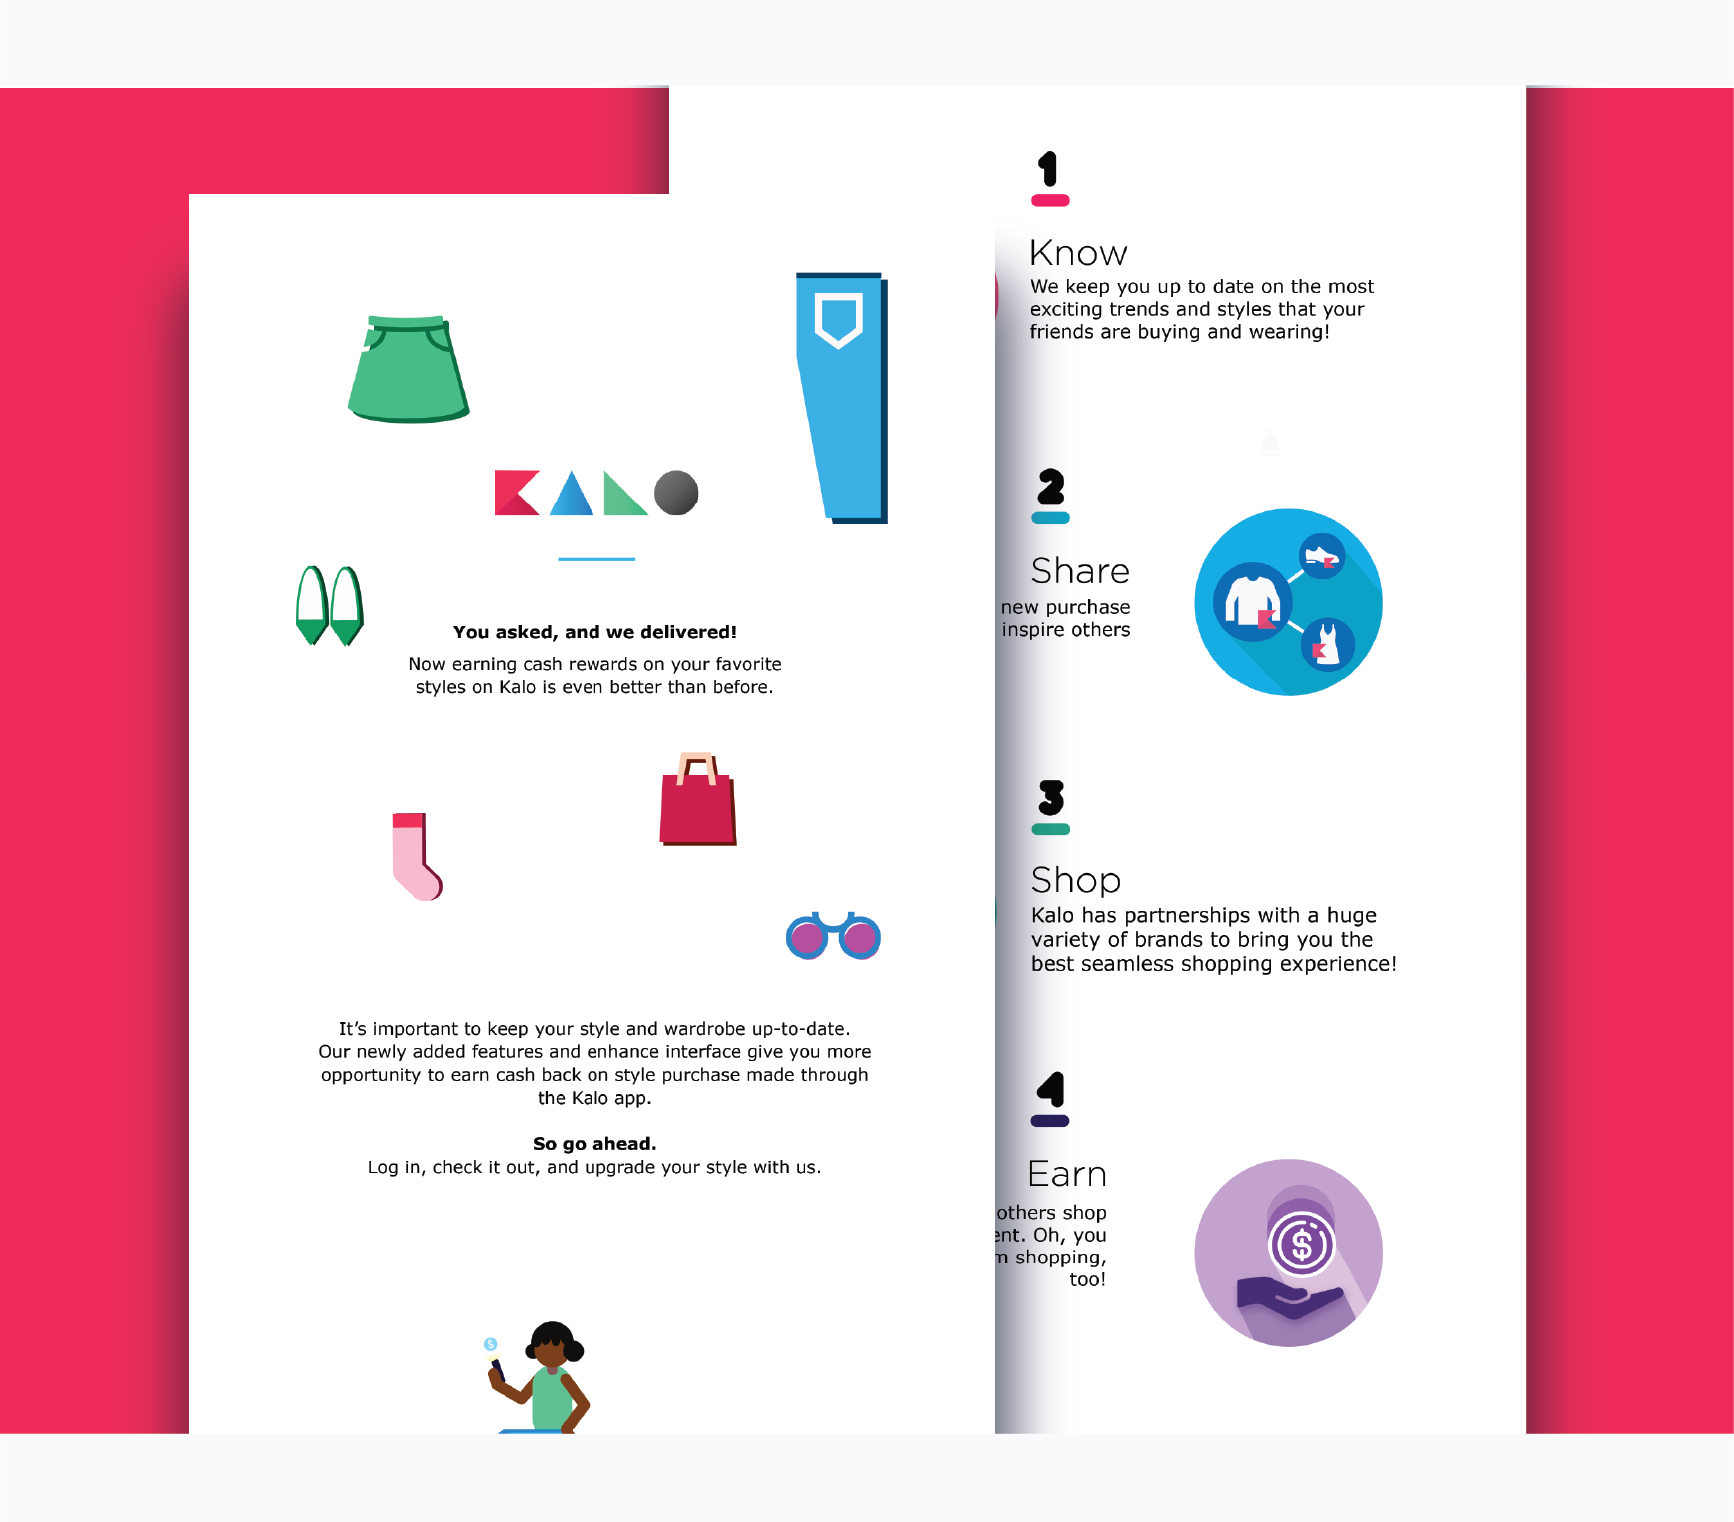 KALO
You asked, and we delivered!
Now earning cash rewards on your favorite
styles on Kalo is even better than before.
It’s important to keep your style and wardrobe up-to-date.
Our newly added features and enhance interface give you more
opportunity to earn cash back on style purchase made through
the Kalo app.
So go ahead.
Log in, check it out, and upgrade your style with us.
$
1
Know
We keep you up to date on the most
exciting trends and styles that your
friends are buying and wearing!
2
Share
new purchase
inspire others
3
Shop
Kalo has partnerships with a huge
variety of brands to bring you the
best seamless shopping experience!
4
Earn
others shop
Oh, you
shopping,
too!
$